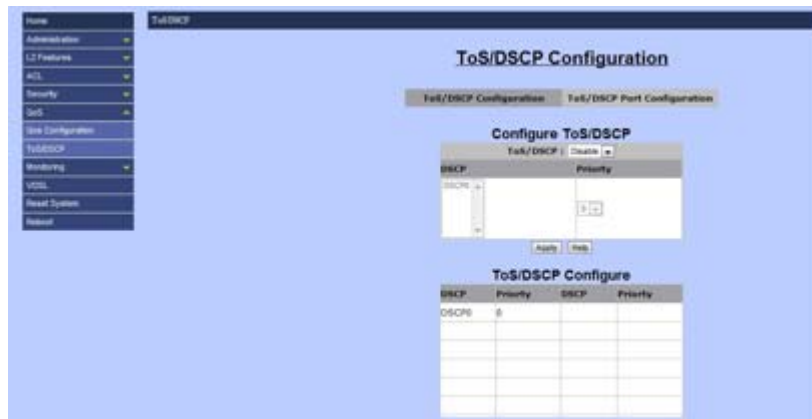 Home
ToS/DSCP
Administration
L2 Features
ACL
Security
QoS
Qos Configuration
ToS/DSCP
Monitoring
VDSL
Reset System
Reboot
ToS/DSCP Configuration
ToS/DSCP Configuration ToS/DSCP Port Configuration
Configure ToS/DSCP
ToS/DSCP : Disable
DSCP Priority
DSCP0
0
Apply Help
ToS/DSCP Configure
DSCP Priority DSCP Priority
DSCP0 0